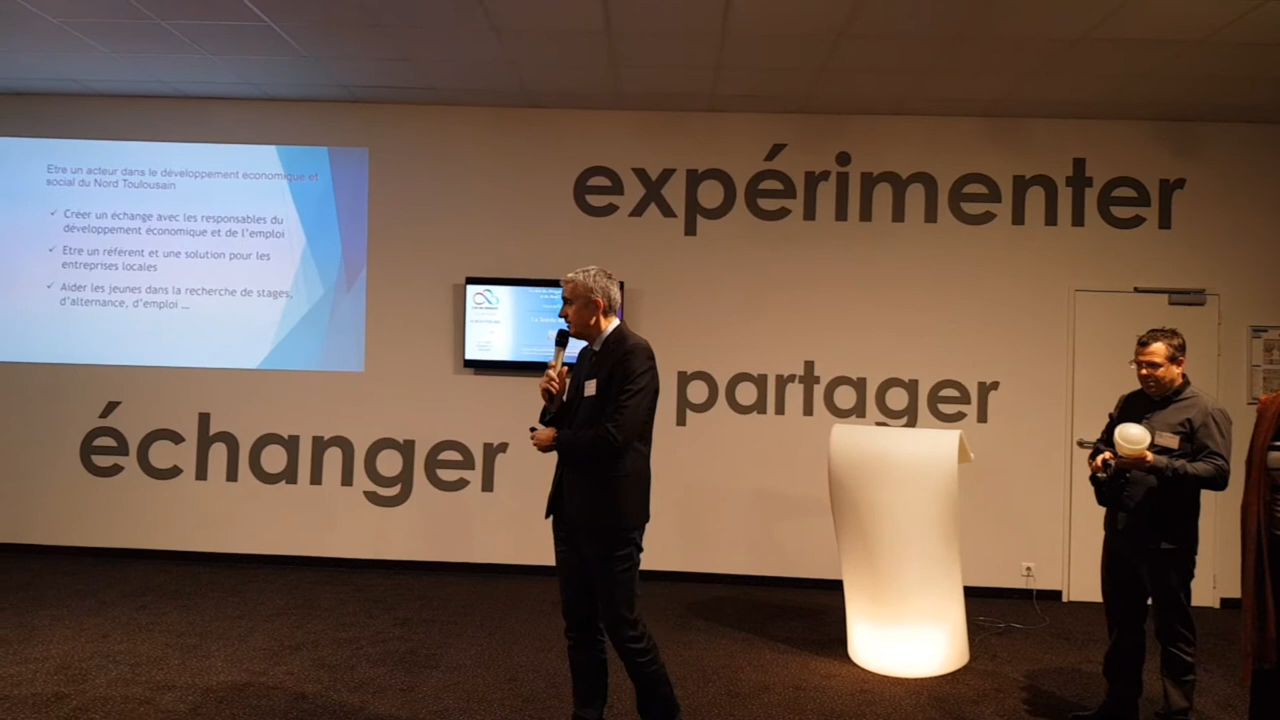 Etre un acteur dans le développement économique et
social du Nord Toulousain
✓ Créer un échange avec les responsables du
développement économique et de l'emploi
✓ Etre un référent et une solution pour les
entreprises locales
✓ Aider les jeunes dans la recherche de stages,
d'alternance, d'emploi ...
expérimenter
partager
échanger